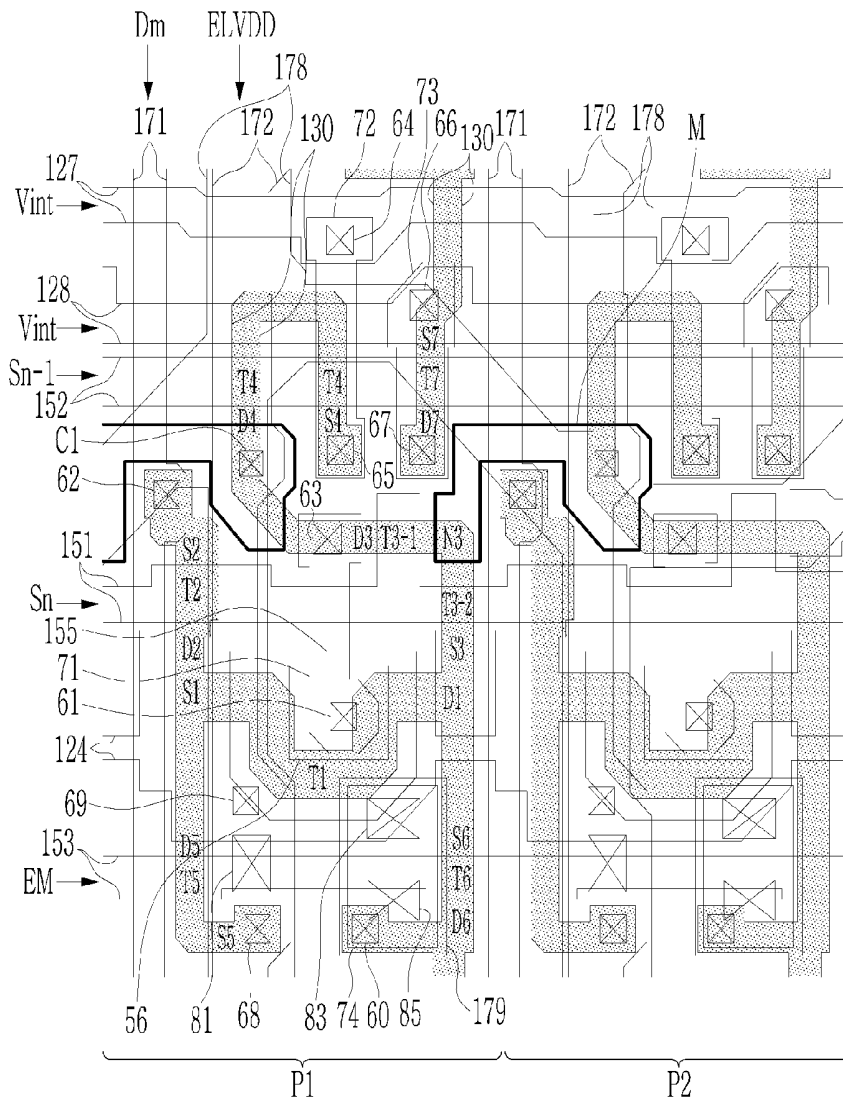 Dm ELVDD
178 73
171 172 72 64 66 130 171 172 178 M
130
127
Vint
128
Vint
S7
Sn-1
T4 T4 T7
152
D4 S4 D7
C1
67
65
62
63
D3 T3-1 N3
151
S2
Sn
T2 T3-2
155
D2 S3
71
S1 D1
61
124
T1
69
153
D5 S6
EM
T5 T6
S5 D6
56 81 68 83 74 60 85 179
P1 P2